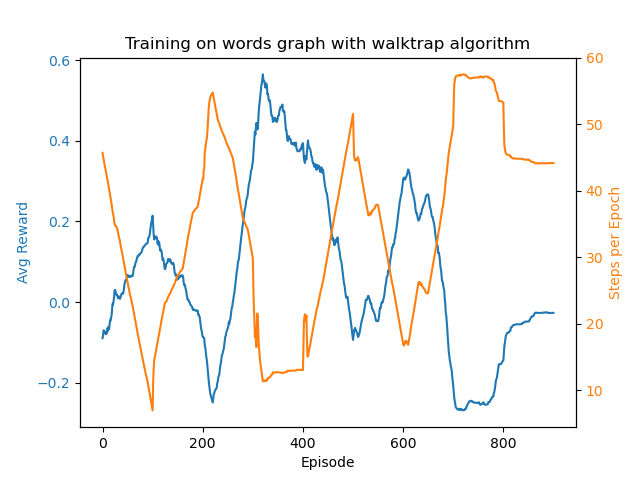 Training on words graph with walktrap algorithm
0.6
0.4
0.2
0.0
−0.2
Avg Reward
60
50
40
30
20
10
Steps per Epoch
0 200 400 600 800
Episode